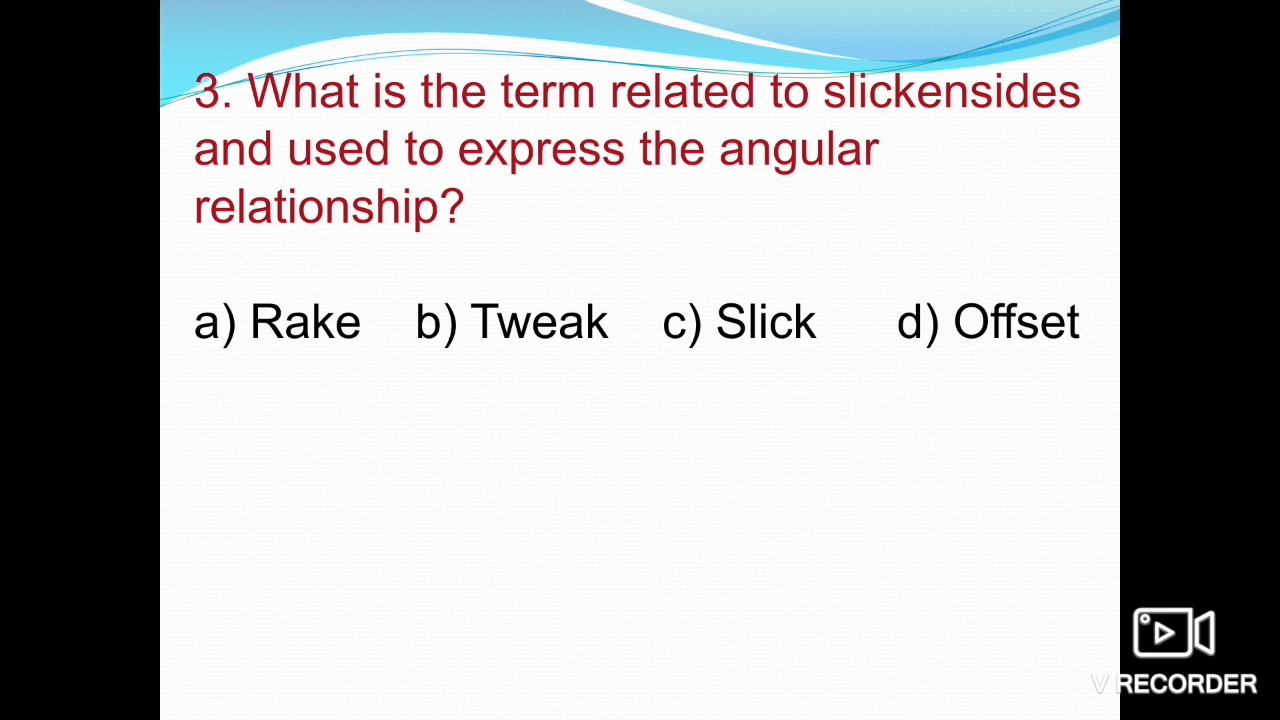 3. What is the term related to slickensides
and used to express the angular
relationship?
a) Rake b) Tweak c) Slick d) Offset
V RECORDER